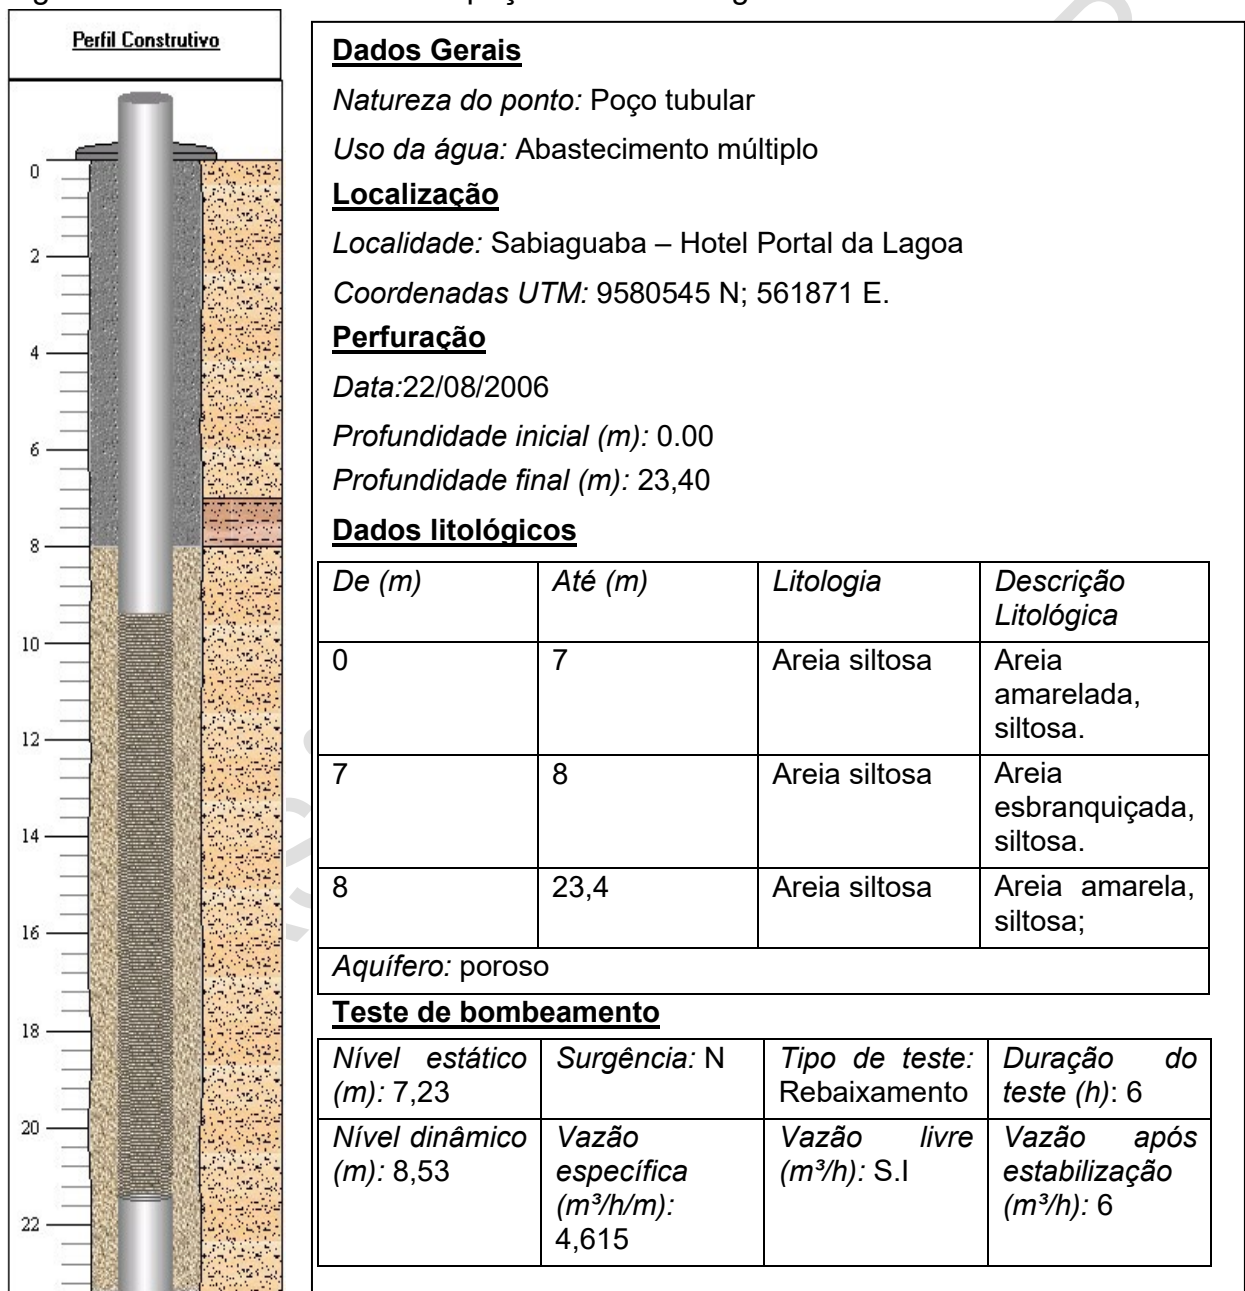 Perfil Construtivo
0
2
4
6
8
10
12
14
16
18
20
22
Dados Gerais
Natureza do ponto: Poço tubular
Uso da água: Abastecimento múltiplo
Localização
Localidade: Sabiaguaba – Hotel Portal da Lagoa
Coordenadas UTM: 9580545 N; 561871 E.
Perfuração
Data:22/08/2006
Profundidade inicial (m): 0.00
Profundidade final (m): 23,40
Dados litológicos
De (m) Até (m) Litologia Descrição
Litológica
0 7 Areia siltosa Areia
amarelada,
siltosa.
7 8 Areia siltosa Areia
esbranquiçada,
siltosa.
8 23,4 Areia siltosa Areia amarela,
siltosa;
Aquífero: poroso
Teste de bombeamento
Nível estático
(m): 7,23
Surgência: N
Tipo de teste:
Rebaixamento
Duração do
teste (h): 6
Nível dinâmico
(m): 8,53
Vazão
específica
(m³/h/m):
4,615
Vazão livre
(m³/h): S.I
Vazão após
estabilização
(m³/h): 6